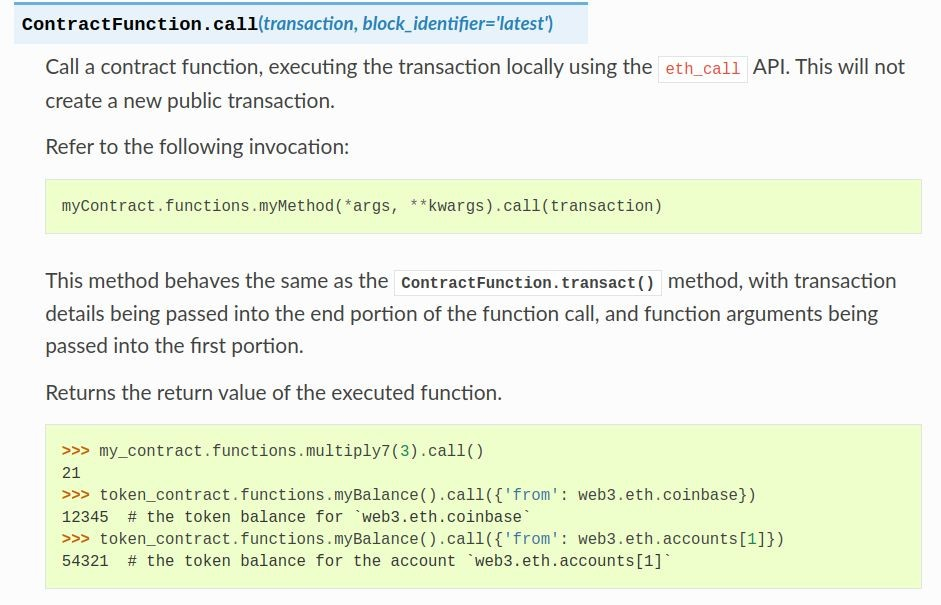 ContractFunction.call(transaction, block_identifier='latest')
Call a contract function, executing the transaction locally using the eth_call API. This will not
create a new public transaction.
Refer to the following invocation:
myContract.functions.myMethod(*args, **kwargs).call(transaction)
This method behaves the same as the ContractFunction.transact() method, with transaction
details being passed into the end portion of the function call, and function arguments being
passed into the first portion.
Returns the return value of the executed function.
>>> my_contract.functions.multiply7(3).call()
21
>>> token_contract.functions.myBalance().call({'from': web3.eth.coinbase})
12345  # the token balance for `web3.eth.coinbase`
>>> token_contract.functions.myBalance().call({'from': web3.eth.accounts[1]})
54321  # the token balance for the account `web3.eth.accounts[1]`